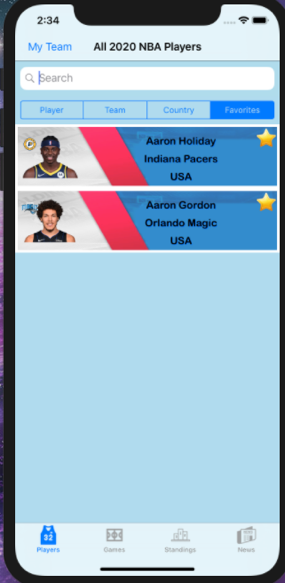 2:34
My Team All 2020 NBA Players
Search
Player Team Country Favorites
Aaron Holiday
Indiana Pacers
USA
Aaron Gordon
Orlando Magic
USA
32
Players Games Standings News